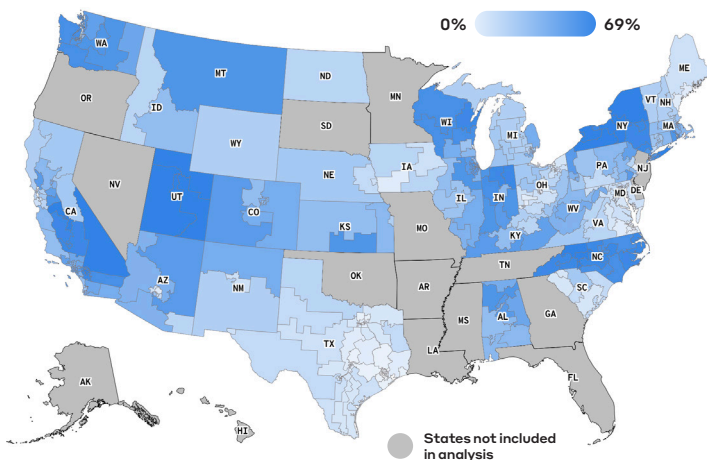 0% 69%
WA
MT
ND
MN
ME
OR
ID
SD
WI
MI
VT
NH
NY
MA
WY
IA
NE
PA
NJ
NV
UT
CO
IL
IN
OH
MD
DE
CA
KS
MO
WV
VA
KY
AZ
NM
OK
TN
NC
AR
SC
TX
MS
AL
GA
LA
FL
AK
HI
States not included
in analysis